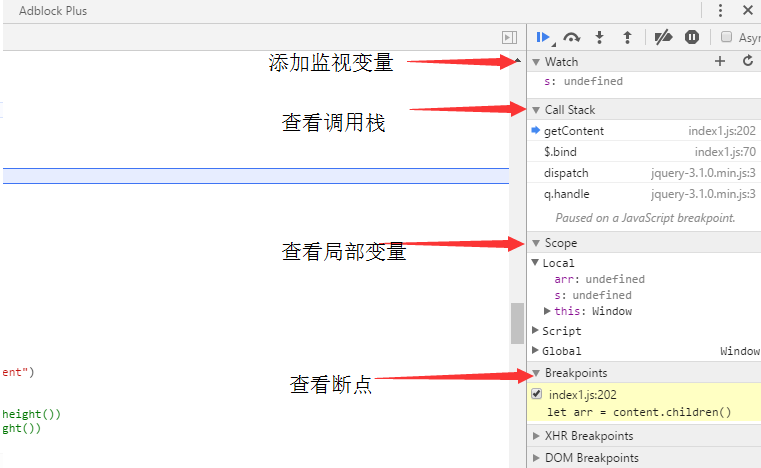 Adblock Plus
Asyn
添加监视变量
Watch
s: undefined
查看调用栈
Call Stack
getContent index1.js:202
$.bind index1.js:70
dispatch jquery-3.1.0.min.js:3
q.handle jquery-3.1.0.min.js:3
Paused on a JavaScript breakpoint.
查看局部变量
Scope
Local
arr: undefined
s: undefined
this: Window
Script
Global Window
查看断点
Breakpoints
index1.js:202
let arr = content.children()
XHR Breakpoints
DOM Breakpoints
ent")
height())
ght())